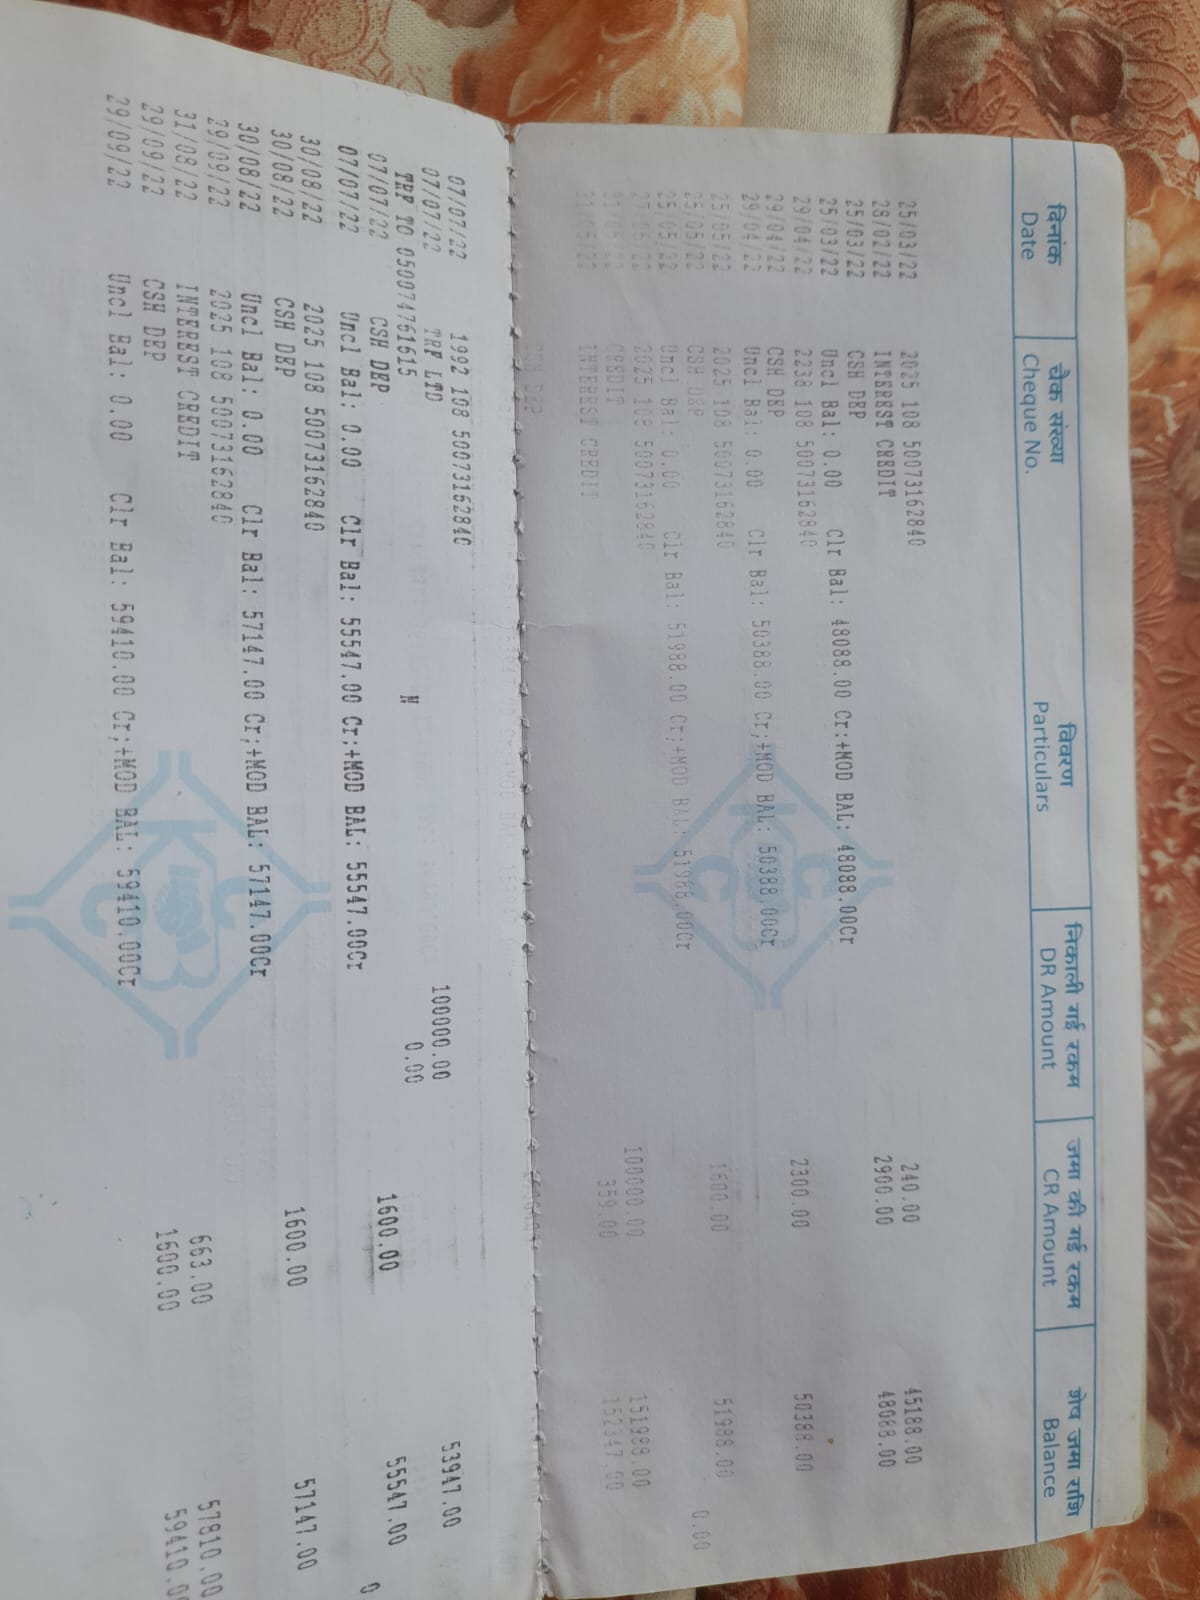 दिनांक चैक संख्या विवरण निकाली गई रकम जमा की गई रकम शेष जमा राशि
Date Cheque No. Particulars DR Amount CR Amount Balance
25/03/22 2025 108 50073162840
28/02/22 INTEREST CREDIT 240.00 45188.00
25/03/22 CSH DEP 2900.00 48088.00
25/03/22 Uncl Bal: 0.00 Clr Bal: 48088.00 Cr;+MOD BAL: 48088.00Cr
29/04/22 2238 108 50073162840
29/04/22 CSH DEP 2300.00 50388.00
29/04/22 Uncl Bal: 0.00 Clr Bal: 50388.00 Cr;+MOD BAL: 50388.00Cr
25/05/22 2025 108 50073162840
25/05/22 CSH DEP 1600.00 51988.00
25/05/22 Uncl Bal: 0.00 Clr Bal: 51988.00 Cr;+MOD BAL: 51988.00Cr 0.00
2025 108 50073162840
CREDIT 100000.00 151988.00
INTEREST CREDIT 359.00 152347.00
CSH DEP
07/07/22 1992 108 50073162840
07/07/22 TRF LTD 100000.00 53947.00
TRF TO 050074761615 N 0.00
07/07/22 CSH DEP 1600.00 55547.00
07/07/22 Uncl Bal: 0.00 Clr Bal: 55547.00 Cr;+MOD BAL: 55547.00Cr 0
30/08/22 2025 108 50073162840
30/08/22 CSH DEP 1600.00 57147.00
30/08/22 Uncl Bal: 0.00 Clr Bal: 57147.00 Cr;+MOD BAL: 57147.00Cr
29/09/22 2025 108 50073162840
31/08/22 INTEREST CREDIT 663.00 57810.00
29/09/22 CSH DEP 1600.00 59410.0
29/09/22 Uncl Bal: 0.00 Clr Bal: 59410.00 Cr;+MOD BAL: 59410.00Cr